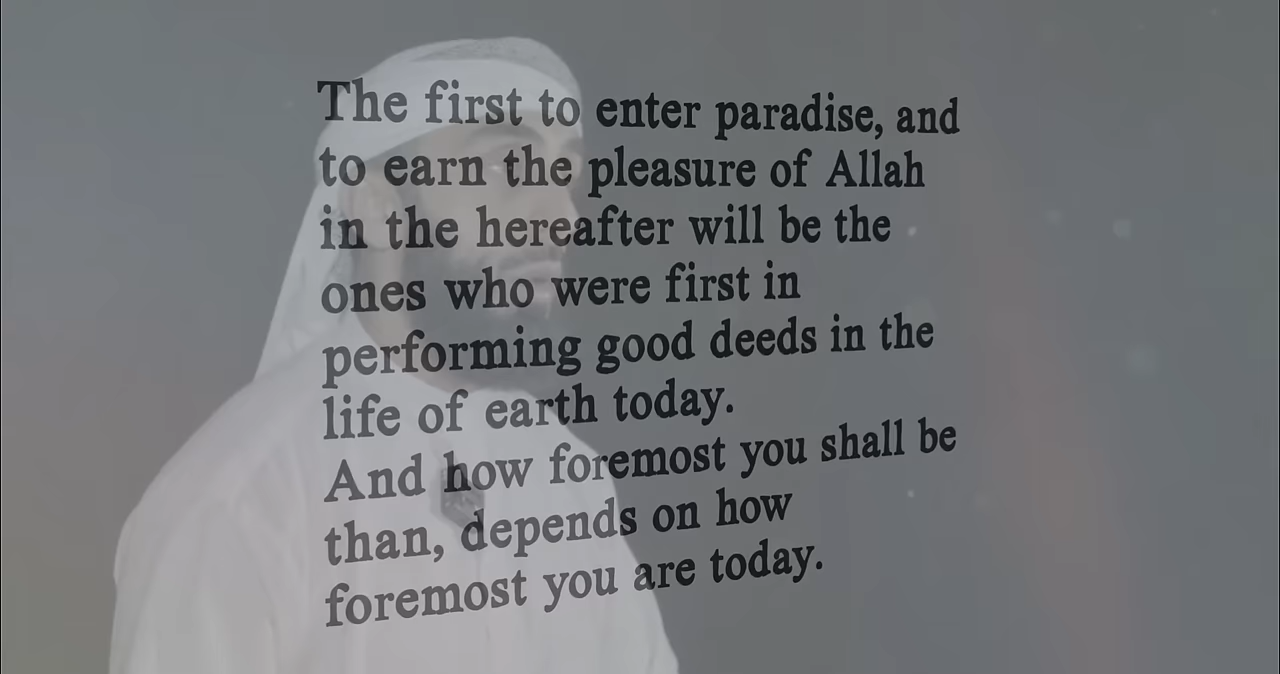 The first to enter paradise, and
to earn the pleasure of Allah
in the hereafter will be the
ones who were first in
performing good deeds in the
life of earth today.
And how foremost you shall be
than, depends on how
foremost you are today.